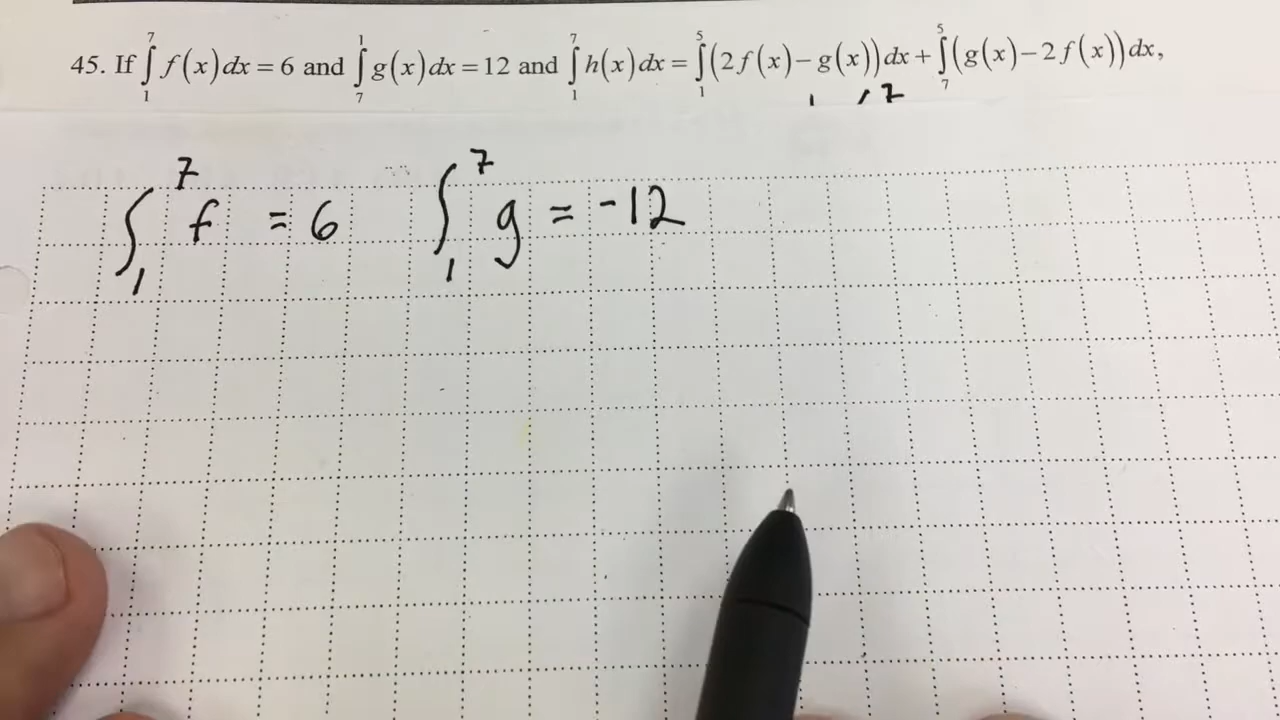 45. If ∫₁⁷ f(x)dx = 6 and ∫₇¹ g(x)dx = 12 and ∫₁⁷ h(x)dx = ∫₁⁵ (2f(x) − g(x))dx + ∫₇⁵ (g(x) − 2f(x))dx,
∫₁⁷ f = 6 ∫₁⁷ g = -12